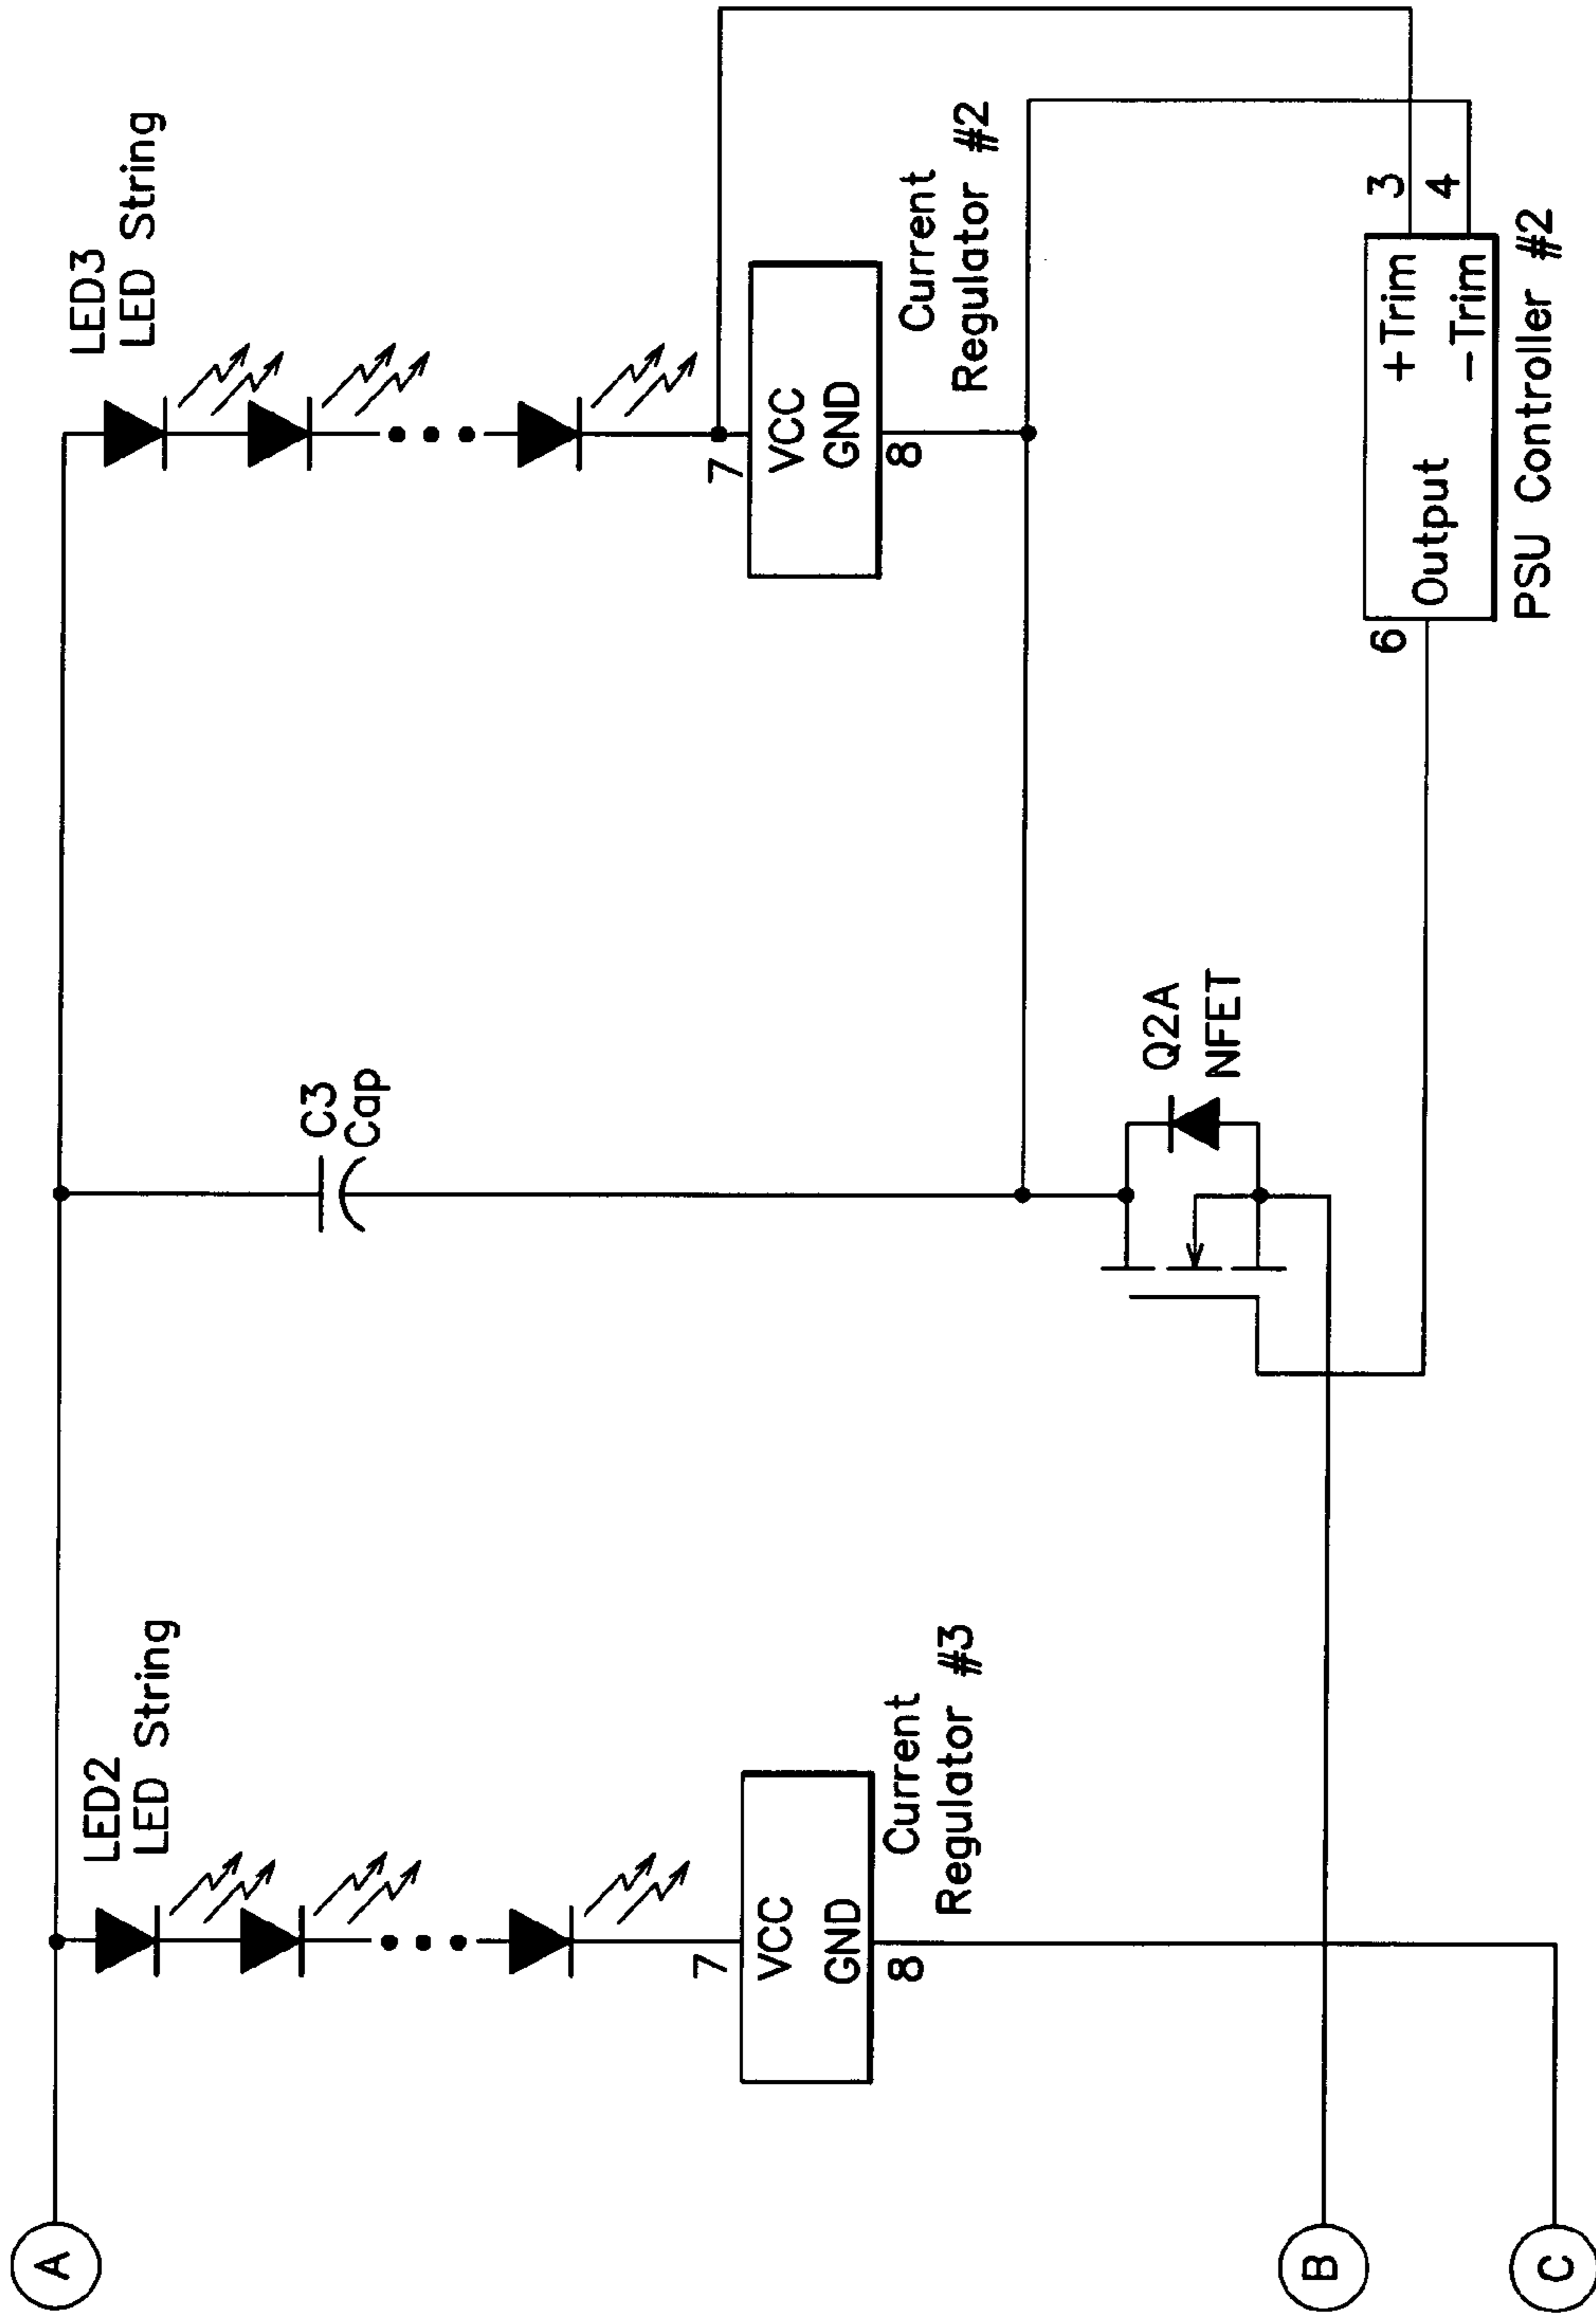 A
LED2
LED String
7
VCC
GND
8
Current
Regulator #3
B
C
C3
Cap
Q2A
NFET
LED3
LED String
7
VCC
GND
8
Current
Regulator #2
3
4
6
+Trim
Output
-Trim
PSU Controller #2